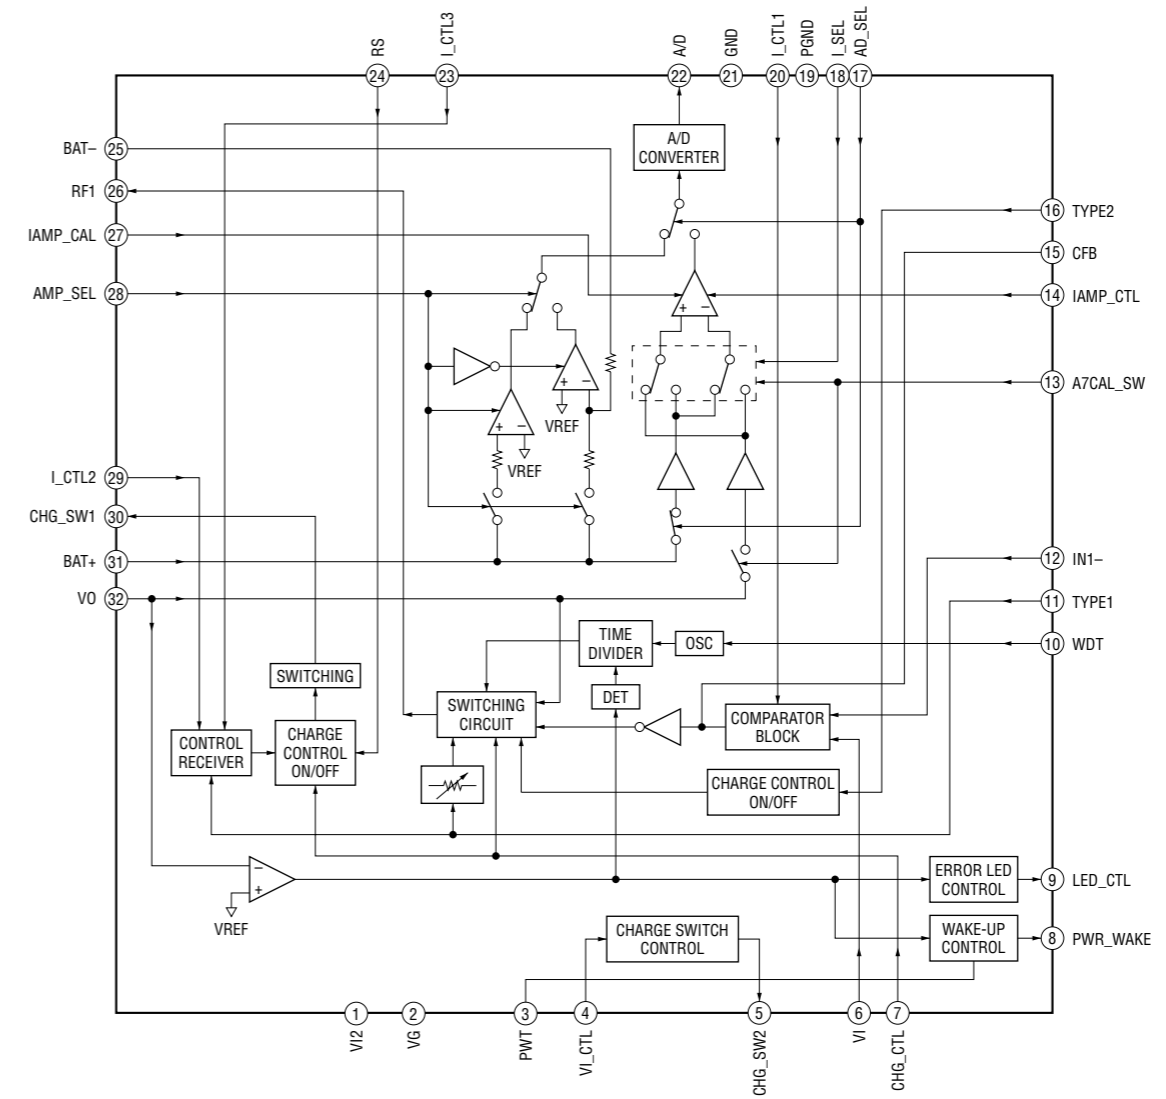 RS
I_CTL3
A/D
GND
I_CTL1
PGND
I_SEL
AD_SEL
24
23
22
21
20
19
18
17
BAT–
25
RF1
26
IAMP_CAL
27
AMP_SEL
28
I_CTL2
29
CHG_SW1
30
BAT+
31
VO
32
A/D
CONVERTER
16
TYPE2
15
CFB
14
IAMP_CTL
13
A7CAL_SW
12
IN1–
11
TYPE1
10
WDT
9
LED_CTL
8
PWR_WAKE
+ –
+ –
VREF
+ –
VREF
TIME
DIVIDER
OSC
DET
SWITCHING
SWITCHING
CIRCUIT
COMPARATOR
BLOCK
CONTROL
RECEIVER
CHARGE
CONTROL
ON/OFF
CHARGE CONTROL
ON/OFF
–
+
VREF
ERROR LED
CONTROL
CHARGE SWITCH
CONTROL
WAKE-UP
CONTROL
1
2
3
4
5
6
7
VI2
VG
PWT
VI_CTL
CHG_SW2
VI
CHG_CTL